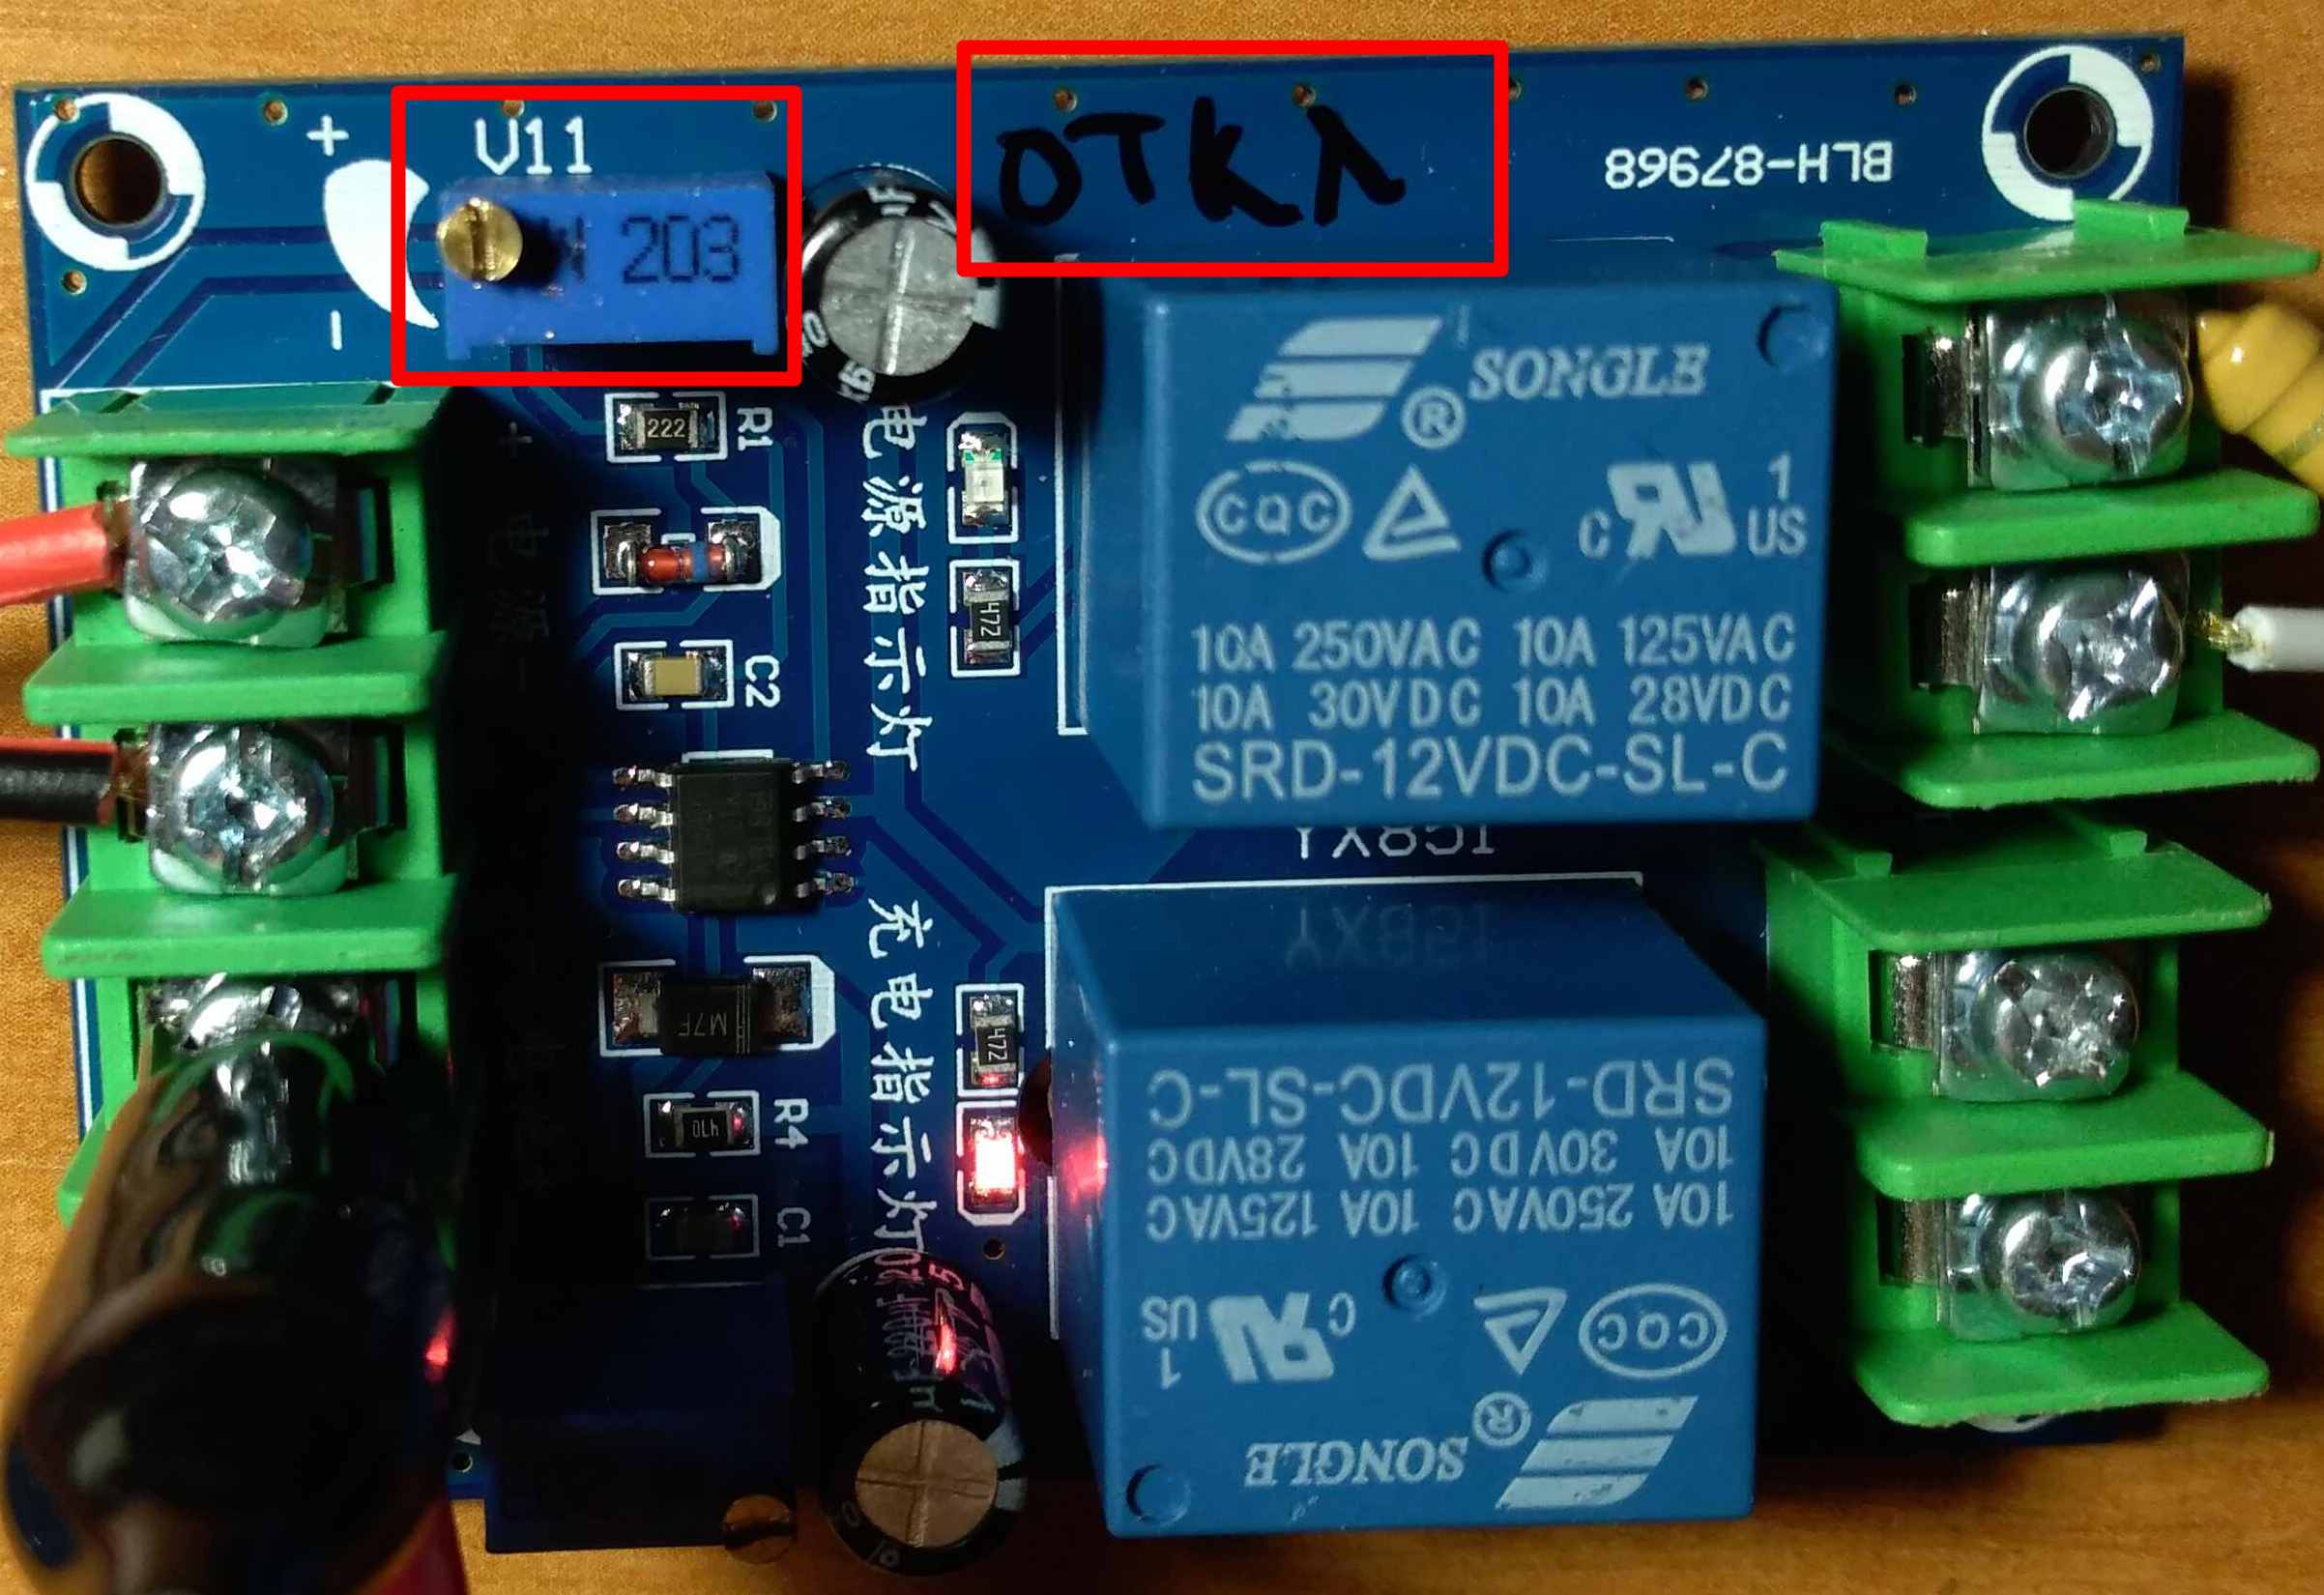 V11
+
-
203
ОТКЛ
BLH-87968
R1
222
472
电源指示灯
C2
SONGLE
®
CQC
C US
1
10A 250VAC 10A 125VAC
10A 30VDC 10A 28VDC
SRD-12VDC-SL-C
充电指示灯
472
M7F
R4
470
C1
SRD-12VDC-SL-C
10A 30VDC 10A 28VDC
10A 250VAC 10A 125VAC
CQC
C US
1
SONGLE
®